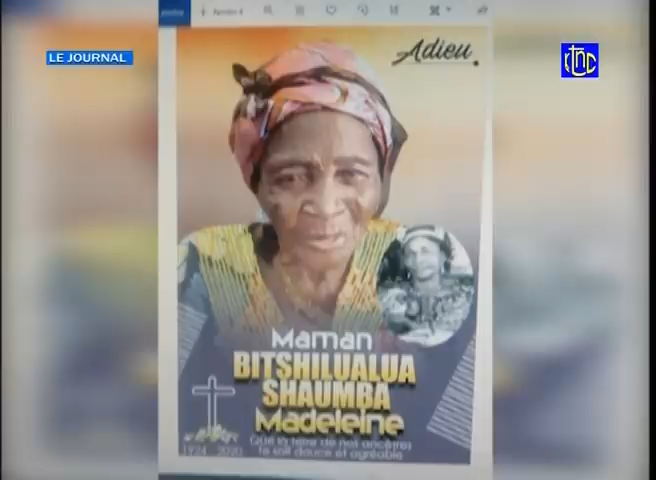 LE JOURNAL
rtnc
Adieu.
Maman
BITSHILUALUA
SHAUMBA
Madeleine
Que la terre de nos ancêtres
te soit douce et agréable
2020